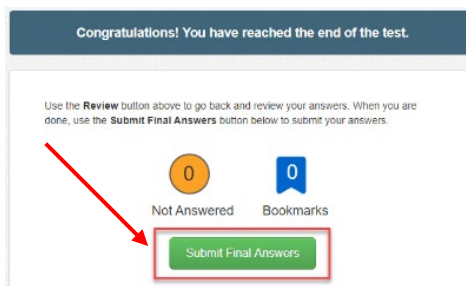 Congratulations! You have reached the end of the test.
Use the Review button above to go back and review your answers. When you are
done, use the Submit Final Answers button below to submit your answers.
0 0
Not Answered Bookmarks
Submit Final Answers